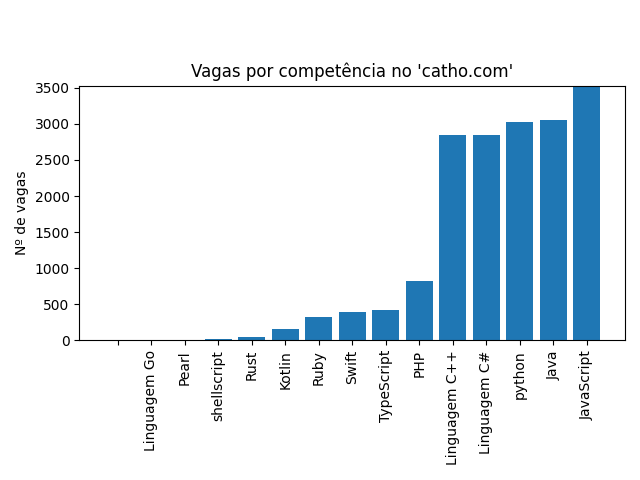 Vagas por competência no 'catho.com'
Nº de vagas
3500
3000
2500
2000
1500
1000
500
0
Linguagem Go
Pearl
shellscript
Rust
Kotlin
Ruby
Swift
TypeScript
PHP
Linguagem C++
Linguagem C#
python
Java
JavaScript